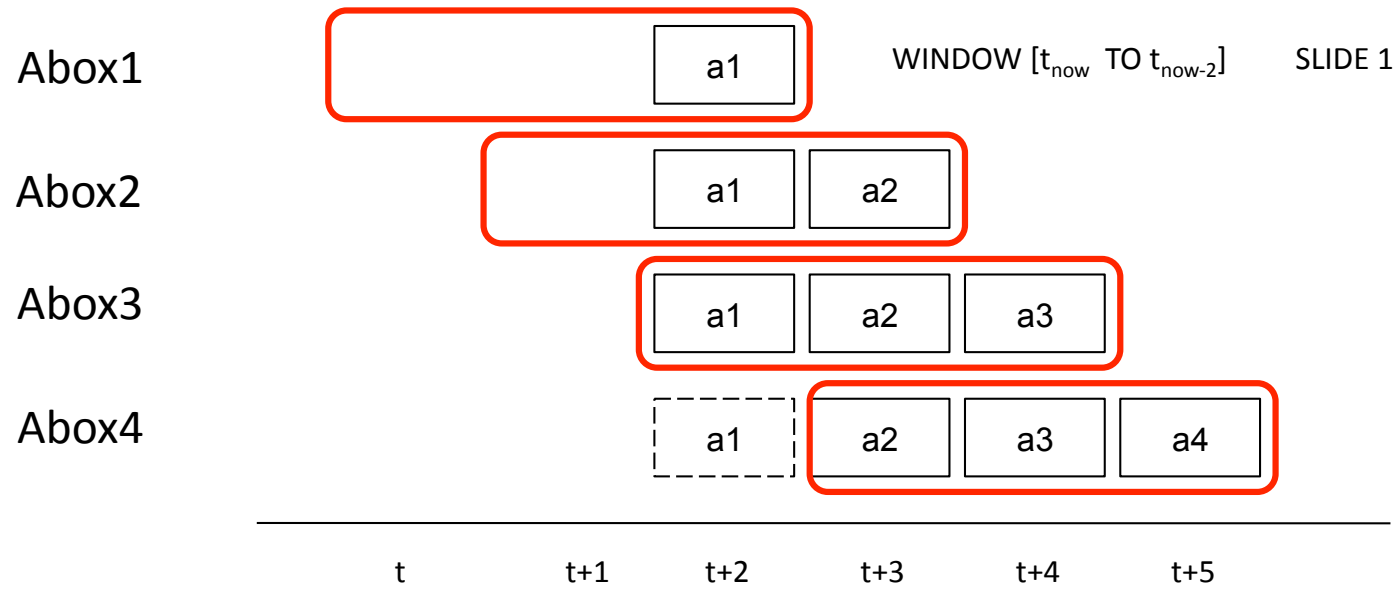 Abox1 a1 WINDOW [tnow TO tnow-2] SLIDE 1
Abox2 a1 a2
Abox3 a1 a2 a3
Abox4 a1 a2 a3 a4
t t+1 t+2 t+3 t+4 t+5